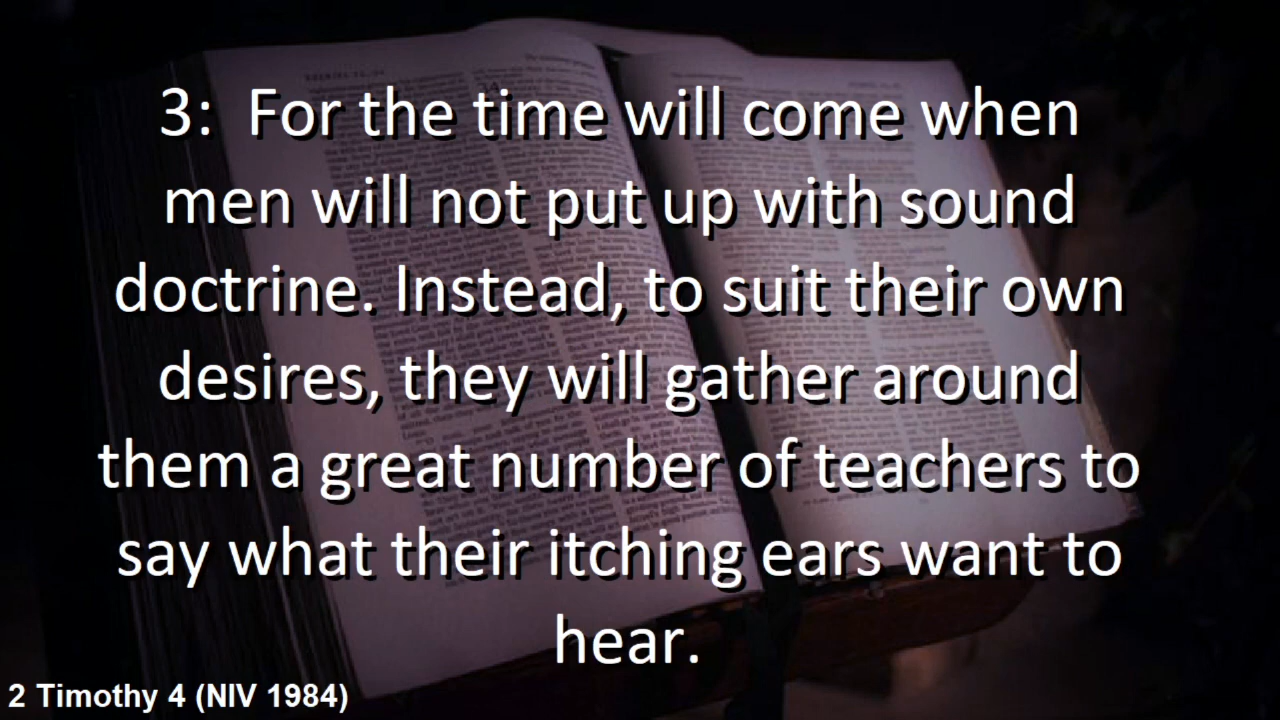 3:  For the time will come when
men will not put up with sound
doctrine. Instead, to suit their own
desires, they will gather around
them a great number of teachers to
say what their itching ears want to
hear.
2 Timothy 4 (NIV 1984)